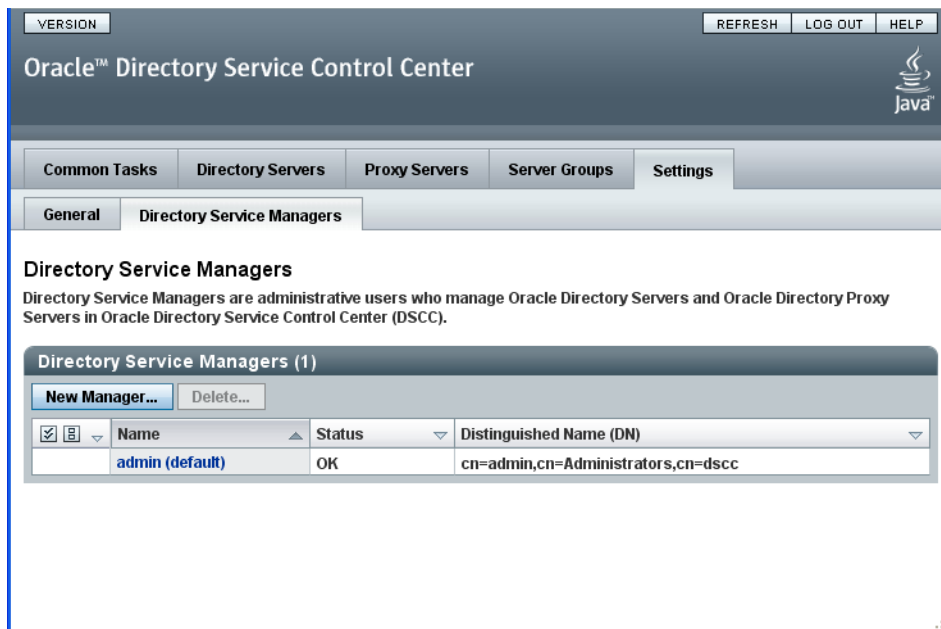 VERSION
REFRESH LOG OUT HELP
Oracle™ Directory Service Control Center
Java™
Common Tasks Directory Servers Proxy Servers Server Groups Settings
General Directory Service Managers
Directory Service Managers
Directory Service Managers are administrative users who manage Oracle Directory Servers and Oracle Directory Proxy
Servers in Oracle Directory Service Control Center (DSCC).
Directory Service Managers (1)
New Manager... Delete...
Name Status Distinguished Name (DN)
admin (default) OK cn=admin,cn=Administrators,cn=dscc